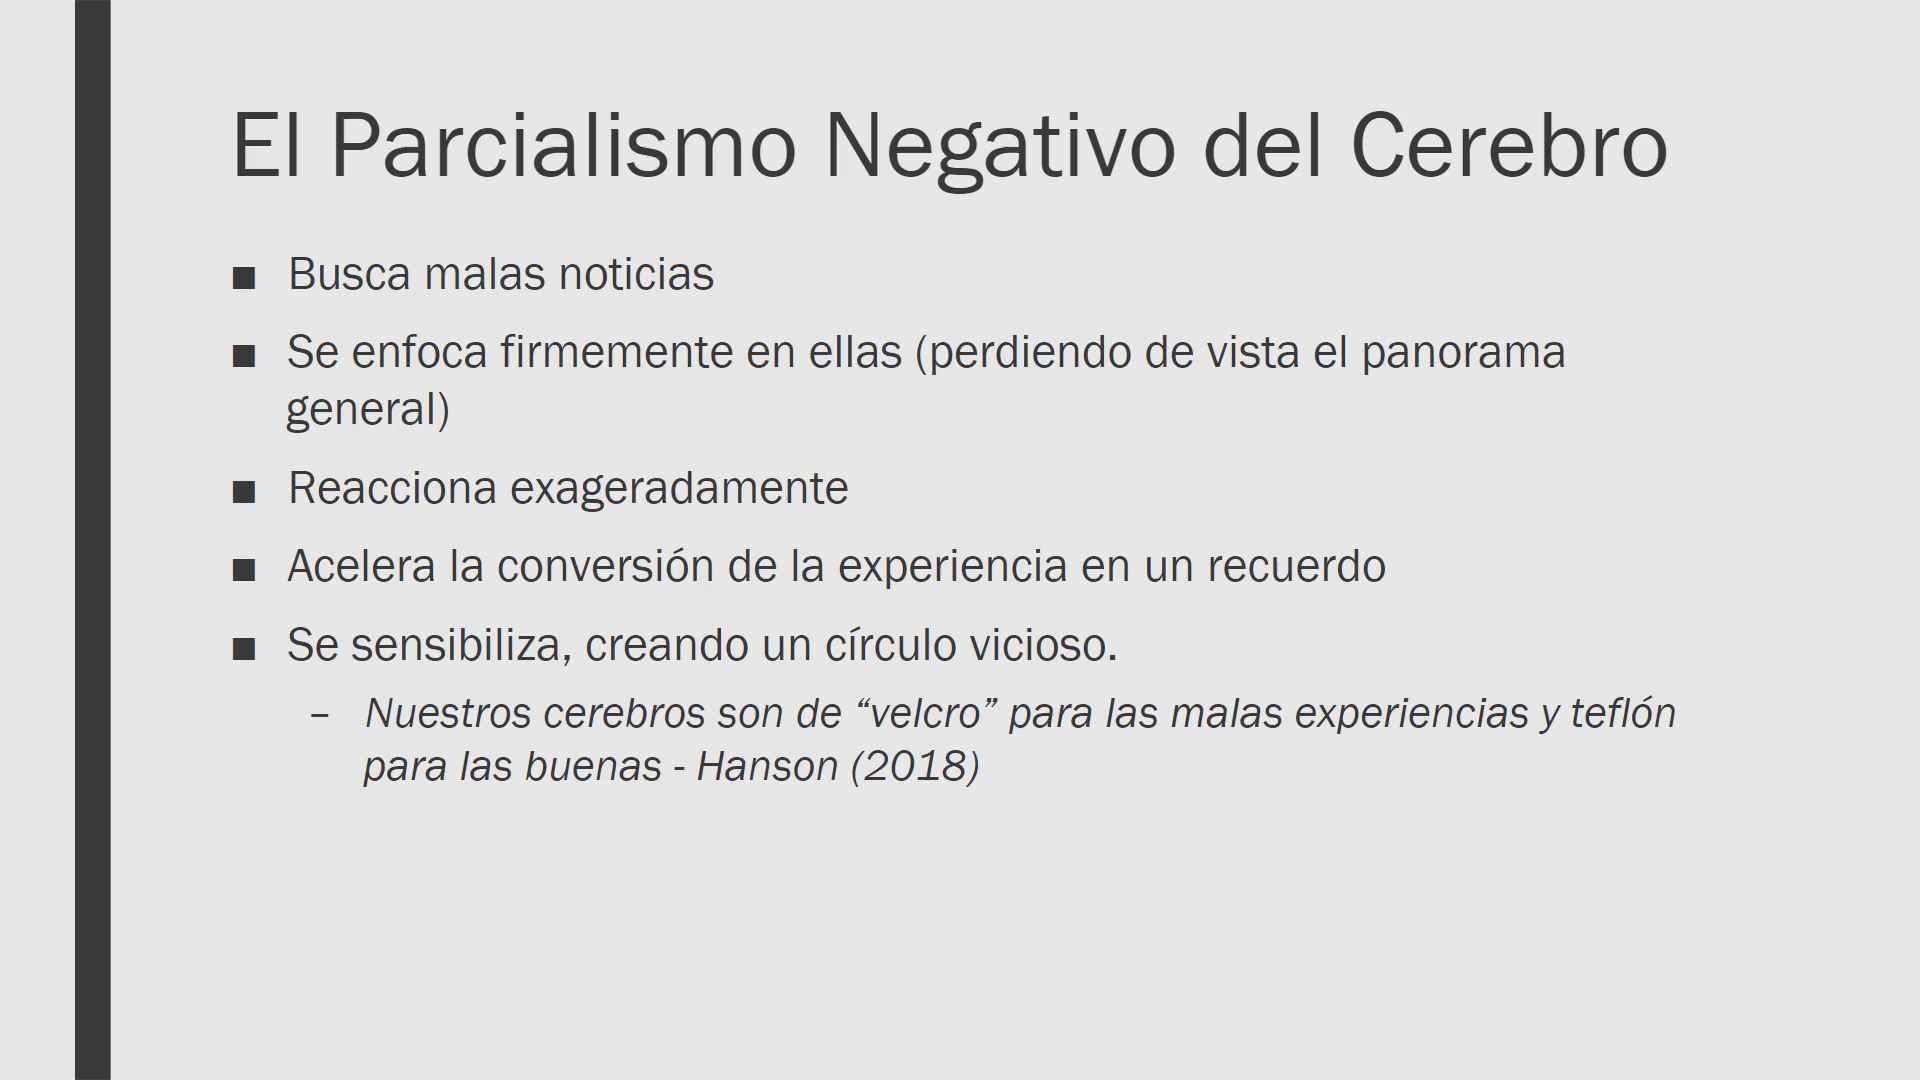 El Parcialismo Negativo del Cerebro
■ Busca malas noticias
■ Se enfoca firmemente en ellas (perdiendo de vista el panorama
general)
■ Reacciona exageradamente
■ Acelera la conversión de la experiencia en un recuerdo
■ Se sensibiliza, creando un círculo vicioso.
– Nuestros cerebros son de “velcro” para las malas experiencias y teflón
para las buenas - Hanson (2018)